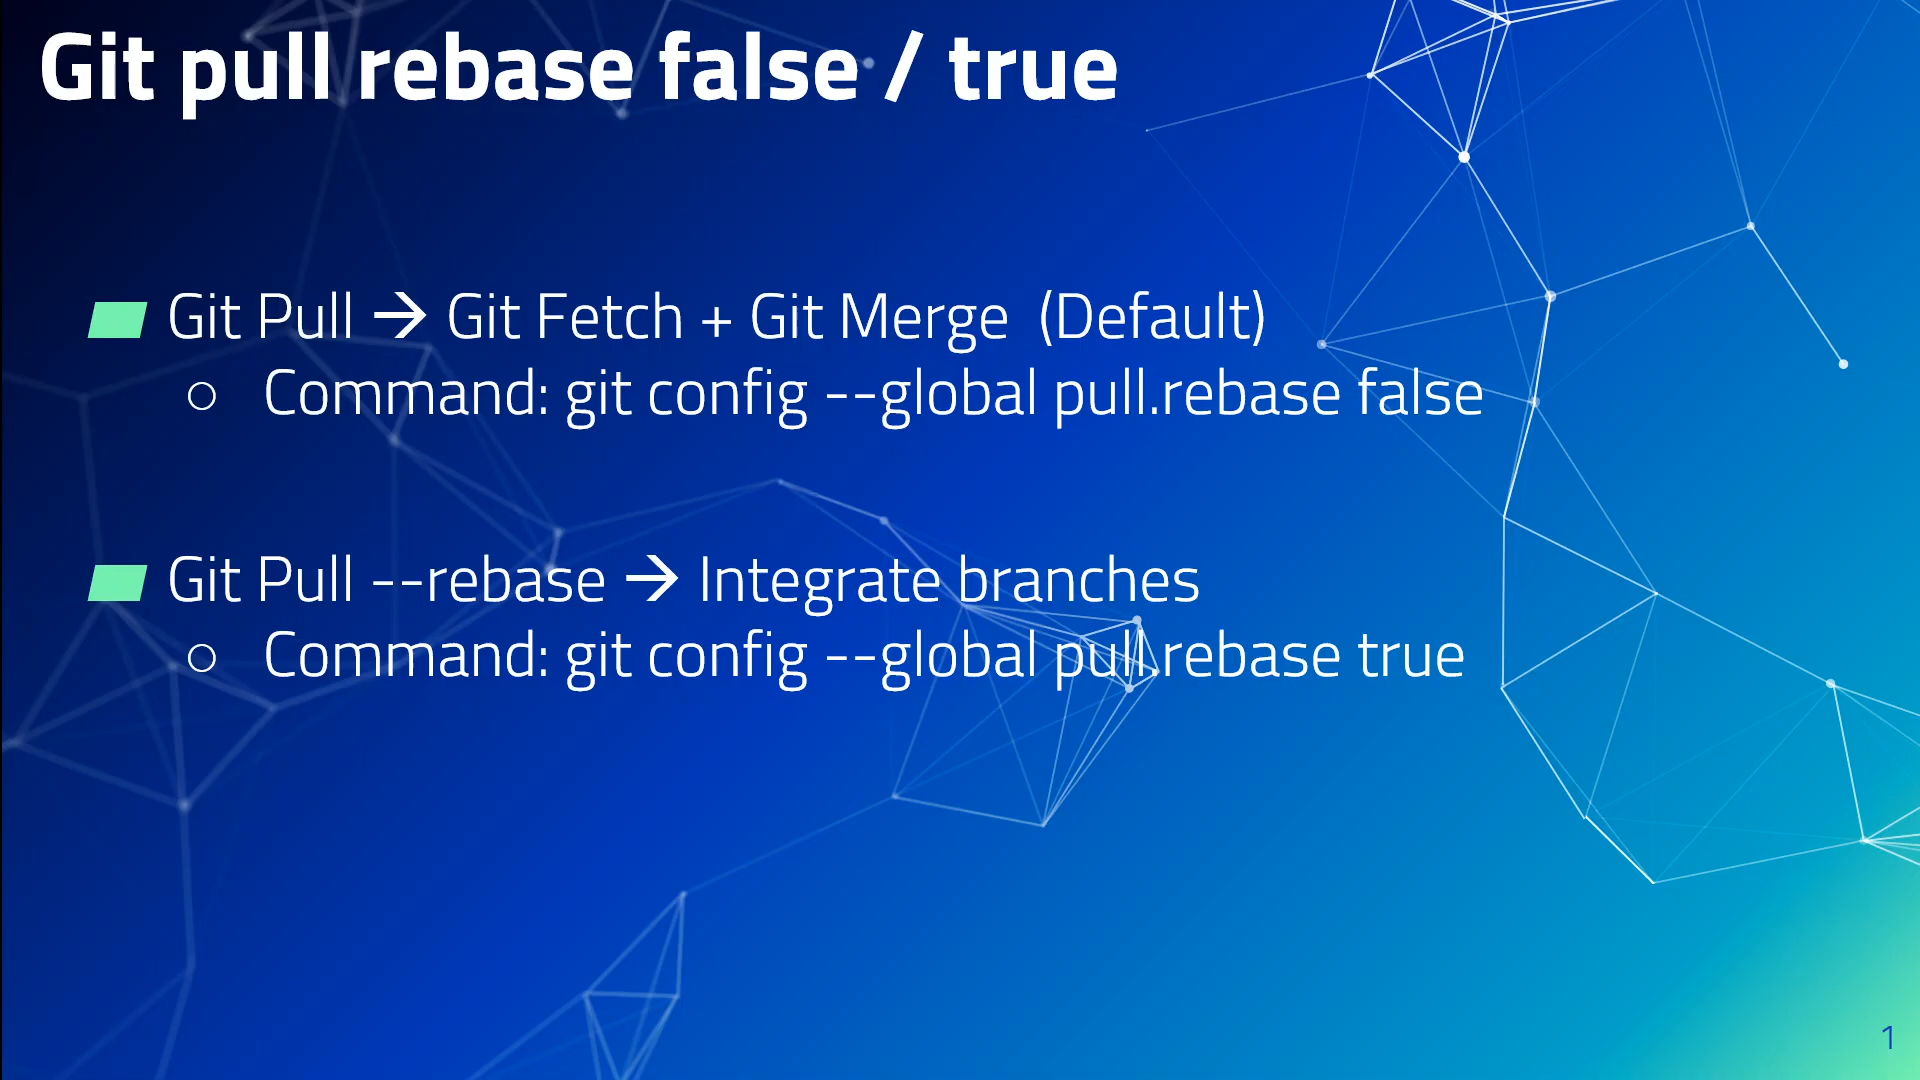 Git pull rebase false / true
Git Pull → Git Fetch + Git Merge (Default)
○ Command: git config --global pull.rebase false
Git Pull --rebase → Integrate branches
○ Command: git config --global pull.rebase true
1